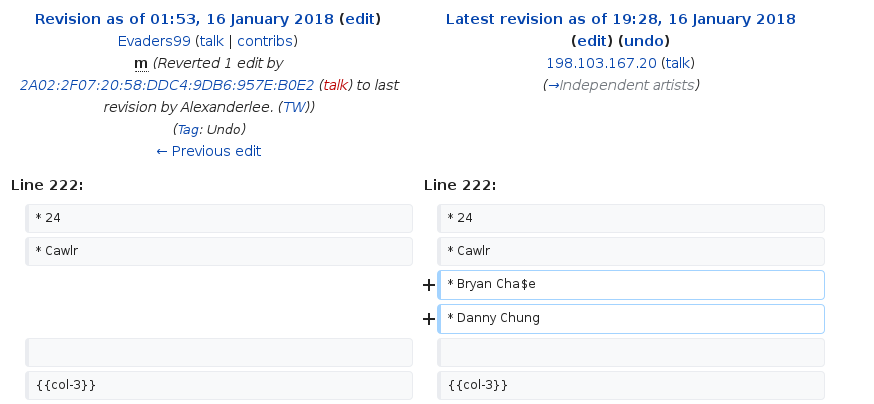 Revision as of 01:53, 16 January 2018 (edit)
Evaders99 (talk | contribs)
m (Reverted 1 edit by
2A02:2F07:20:58:DDC4:9DB6:957E:B0E2 (talk) to last
revision by Alexanderlee. (TW))
(Tag: Undo)
← Previous edit
Latest revision as of 19:28, 16 January 2018
(edit) (undo)
198.103.167.20 (talk)
(→Independent artists)
Line 222:
Line 222:
* 24
* 24
* Cawlr
* Cawlr
+ * Bryan Cha$e
+ * Danny Chung
{{col-3}}
{{col-3}}